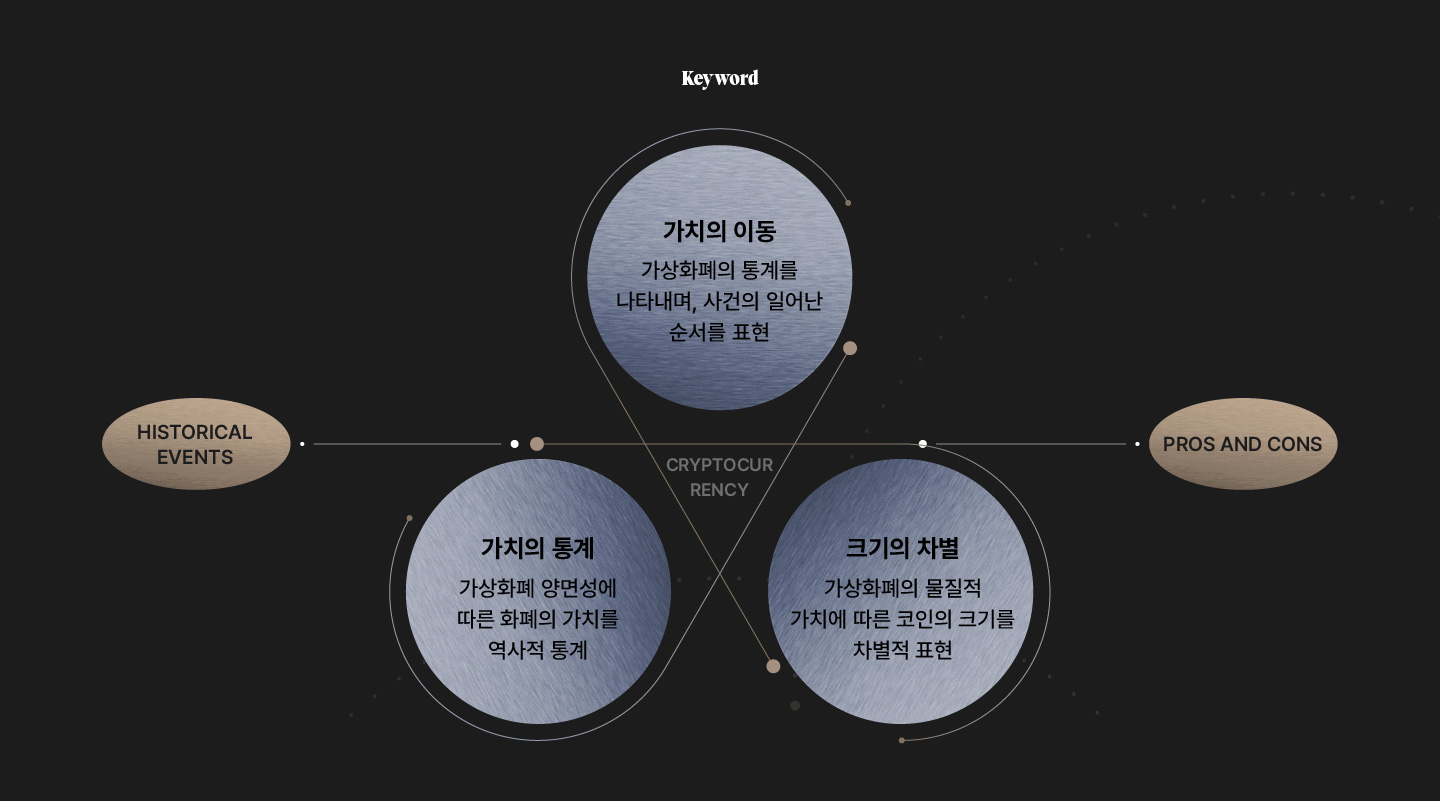 Keyword
가치의 이동
가상화폐의 통계를
나타내며, 사건의 일어난
순서를 표현
HISTORICAL
EVENTS
CRYPTOCUR
RENCY
PROS AND CONS
가치의 통계
가상화폐 양면성에
따른 화폐의 가치를
역사적 통계
크기의 차별
가상화폐의 물질적
가치에 따른 코인의 크기를
차별적 표현